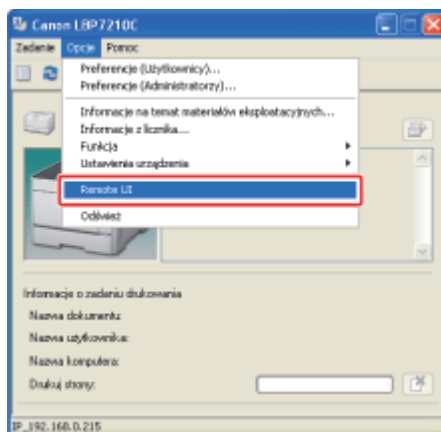 Canon LBP7210C
Zadanie Opcje Pomoc
Preferencje (Użytkownicy)...
Preferencje (Administratorzy)...
Informacje na temat materiałów eksploatacyjnych...
Informacje z licznika...
Funkcja
Ustawienia urządzenia
Remote UI
Odśwież
Informacje o zadaniu drukowania
Nazwa dokumentu:
Nazwa użytkownika:
Nazwa komputera:
Drukuj strony:
IP_192.168.0.215